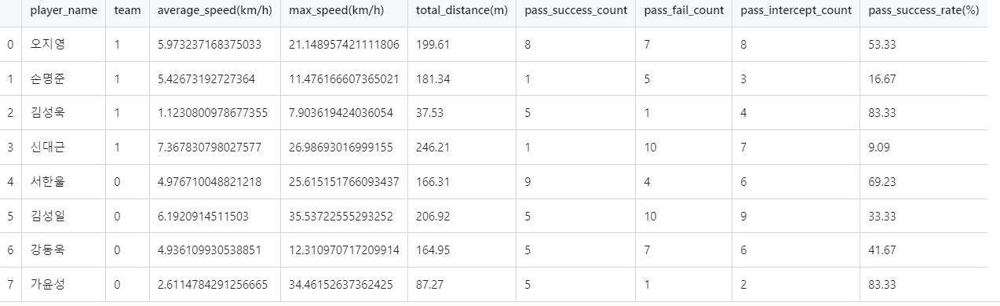 player_name team average_speed(km/h) max_speed(km/h) total_distance(m) pass_success_count pass_fail_count pass_intercept_count pass_success_rate(%)
0 오지영 1 5.973237168375033 21.148957421111806 199.61 8 7 8 53.33
1 손명준 1 5.42673192727364 11.476166607365021 181.34 1 5 3 16.67
2 김성욱 1 1.1230800978677355 7.903619424036054 37.53 5 1 4 83.33
3 신대근 1 7.367830798027577 26.98693016999155 246.21 1 10 7 9.09
4 서한울 0 4.976710048821218 25.615151766093437 166.31 9 4 6 69.23
5 김성일 0 6.1920914511503 35.53722555293252 206.92 5 10 9 33.33
6 강동욱 0 4.936109930538851 12.310970717209914 164.95 5 7 6 41.67
7 가윤성 0 2.6114784291256665 34.46152637362425 87.27 5 1 2 83.33